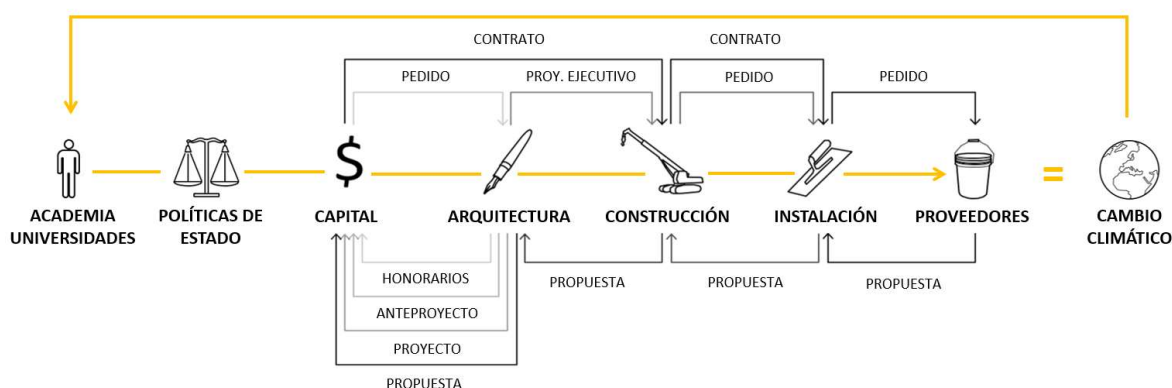 CONTRATO
CONTRATO
PEDIDO
PROY. EJECUTIVO
PEDIDO
PEDIDO
$
=
ACADEMIA
UNIVERSIDADES
POLÍTICAS DE
ESTADO
CAPITAL
ARQUITECTURA
CONSTRUCCIÓN
INSTALACIÓN
PROVEEDORES
CAMBIO
CLIMÁTICO
HONORARIOS
PROPUESTA
PROPUESTA
PROPUESTA
ANTEPROYECTO
PROYECTO
PROPUESTA